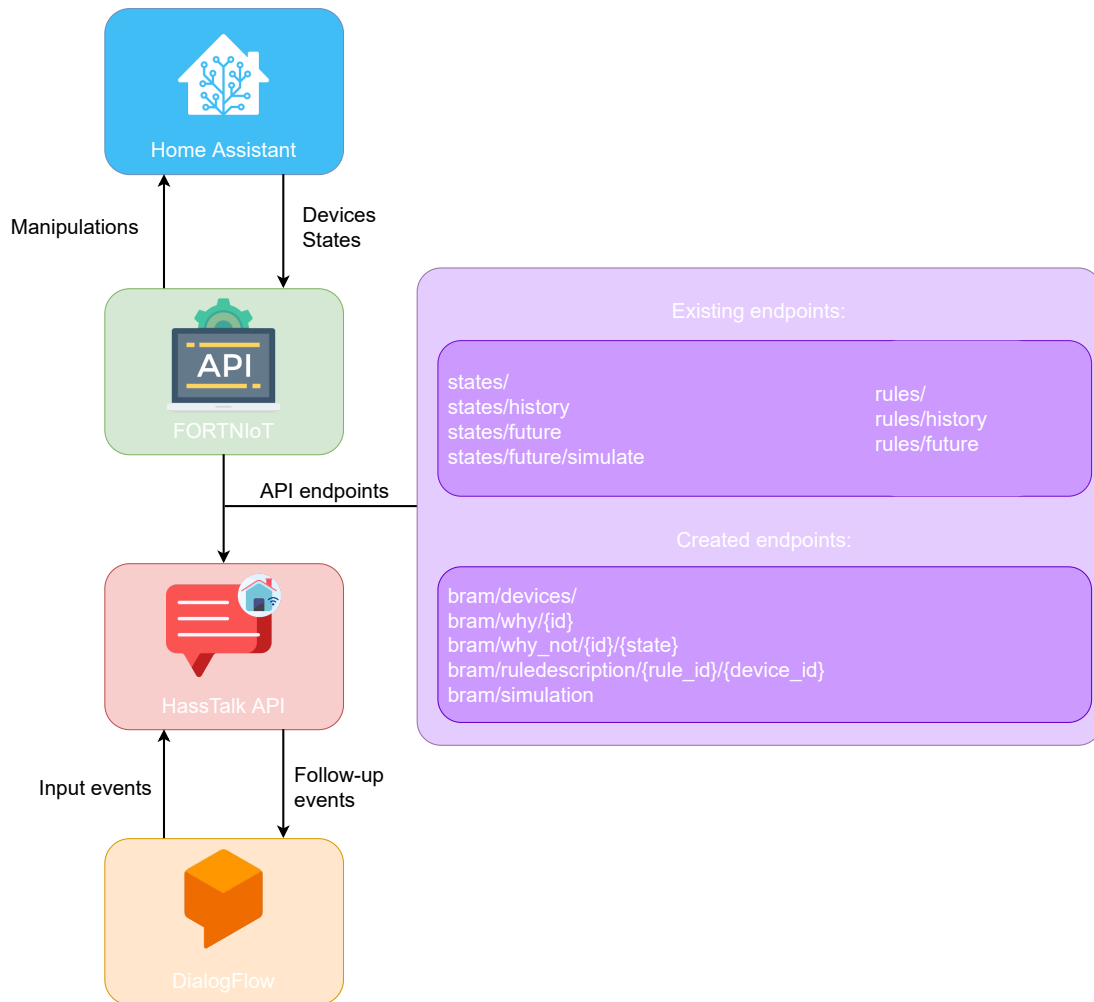 Home Assistant
Manipulations
Devices
States
API
FORTNIoT
API endpoints
Existing endpoints:
states/
states/history
states/future
states/future/simulate
rules/
rules/history
rules/future
Created endpoints:
bram/devices/
bram/why/{id}
bram/why_not/{id}/{state}
bram/ruledescription/{rule_id}/{device_id}
bram/simulation
HassTalk API
Input events
Follow-up
events
DialogFlow